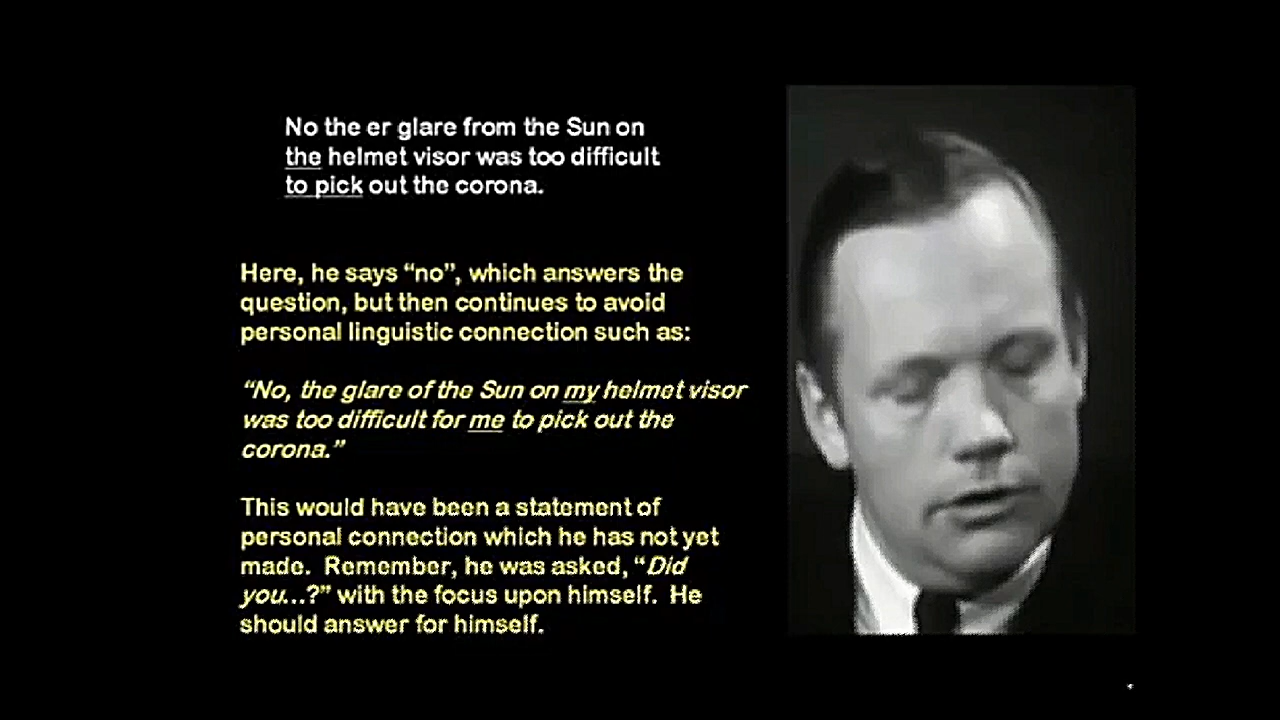 No the er glare from the Sun on
the helmet visor was too difficult
to pick out the corona.
Here, he says “no”, which answers the
question, but then continues to avoid
personal linguistic connection such as:
“No, the glare of the Sun on my helmet visor
was too difficult for me to pick out the
corona.”
This would have been a statement of
personal connection which he has not yet
made. Remember, he was asked, “Did
you...?” with the focus upon himself. He
should answer for himself.